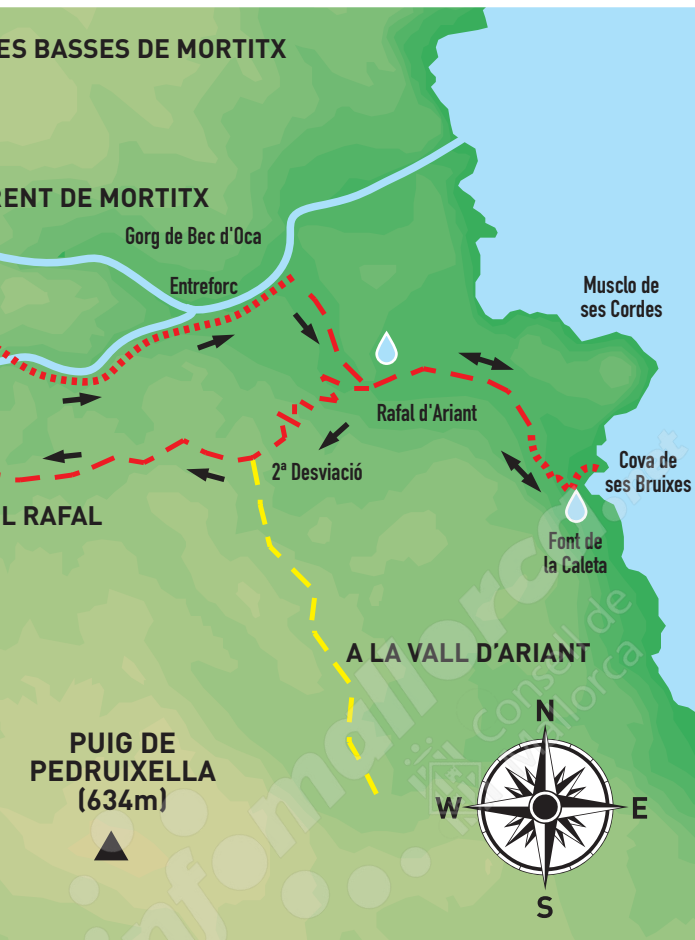 ES BASSES DE MORTITX
RENT DE MORTITX
Gorg de Bec d'Oca
Entreforc
Musclo de
ses Cordes
Rafal d'Ariant
2ª Desviació
Cova de
ses Bruixes
L RAFAL
Font de
la Caleta
A LA VALL D'ARIANT
PUIG DE
PEDRUIXELLA
(634m)
N
W
E
S
infomallorca.net
Consell de
Mallorca